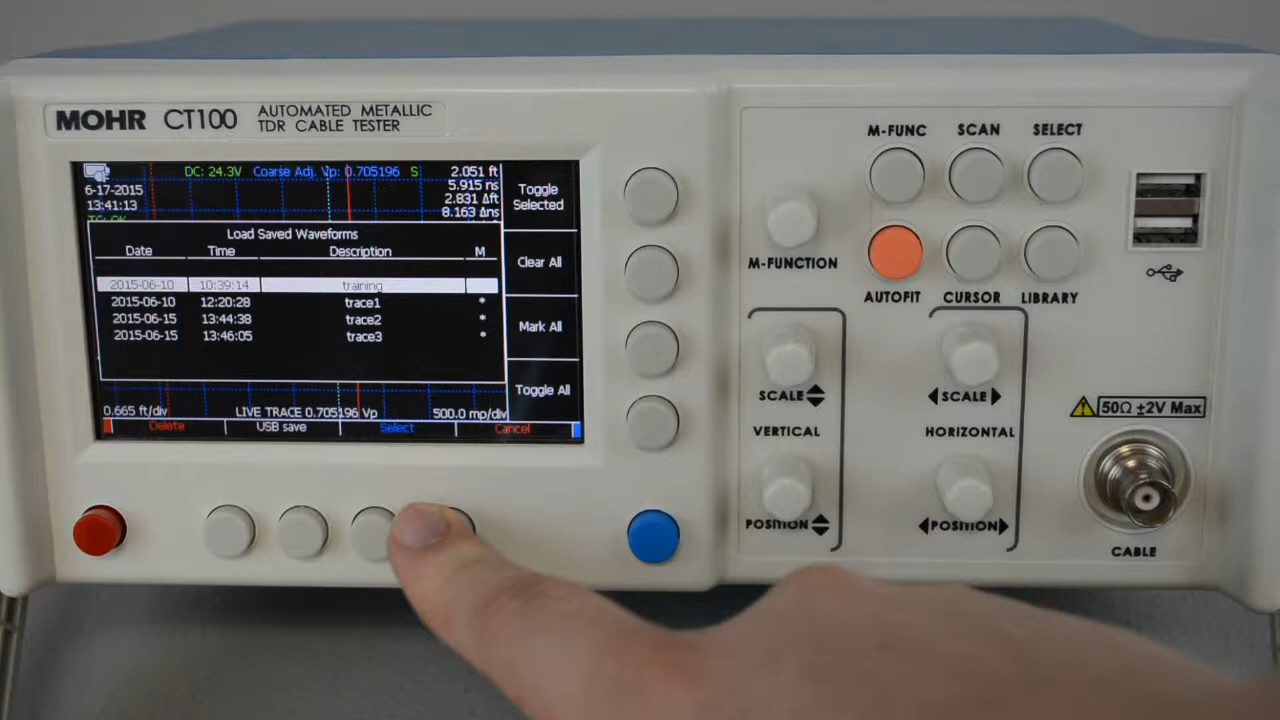 MOHR CT100 AUTOMATED METALLIC
TDR CABLE TESTER
DC: 24.3V Coarse Adj. Vp: 0.705196 S 2.051 ft
6-17-2015 5.915 ns
13:41:13 2.831 Δft
8.163 Δns
Load Saved Waveforms
Date Time Description M
2015-06-10 10:39:14 training
2015-06-10 12:20:28 trace1 *
2015-06-15 13:44:38 trace2 *
2015-06-15 13:46:05 trace3 *
0.665 ft/div LIVE TRACE 0.705196 Vp 500.0 mp/div
Delete USB save Select Cancel
Toggle
Selected
Clear All
Mark All
Toggle All
M-FUNC SCAN SELECT
M-FUNCTION
AUTOFIT CURSOR LIBRARY
SCALE SCALE
VERTICAL HORIZONTAL
POSITION POSITION
50Ω ±2V Max
CABLE